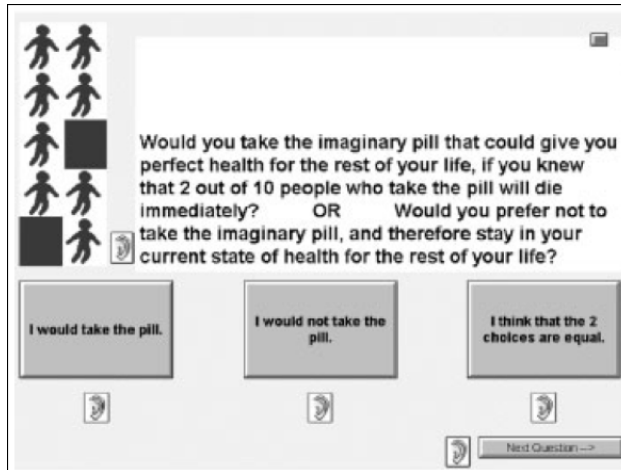 Would you take the imaginary pill that could give you
perfect health for the rest of your life, if you knew
that 2 out of 10 people who take the pill will die
immediately? OR Would you prefer not to
take the imaginary pill, and therefore stay in your
current state of health for the rest of your life?
I would take the pill.
I would not take the
pill.
I think that the 2
choices are equal.
Next Question -->